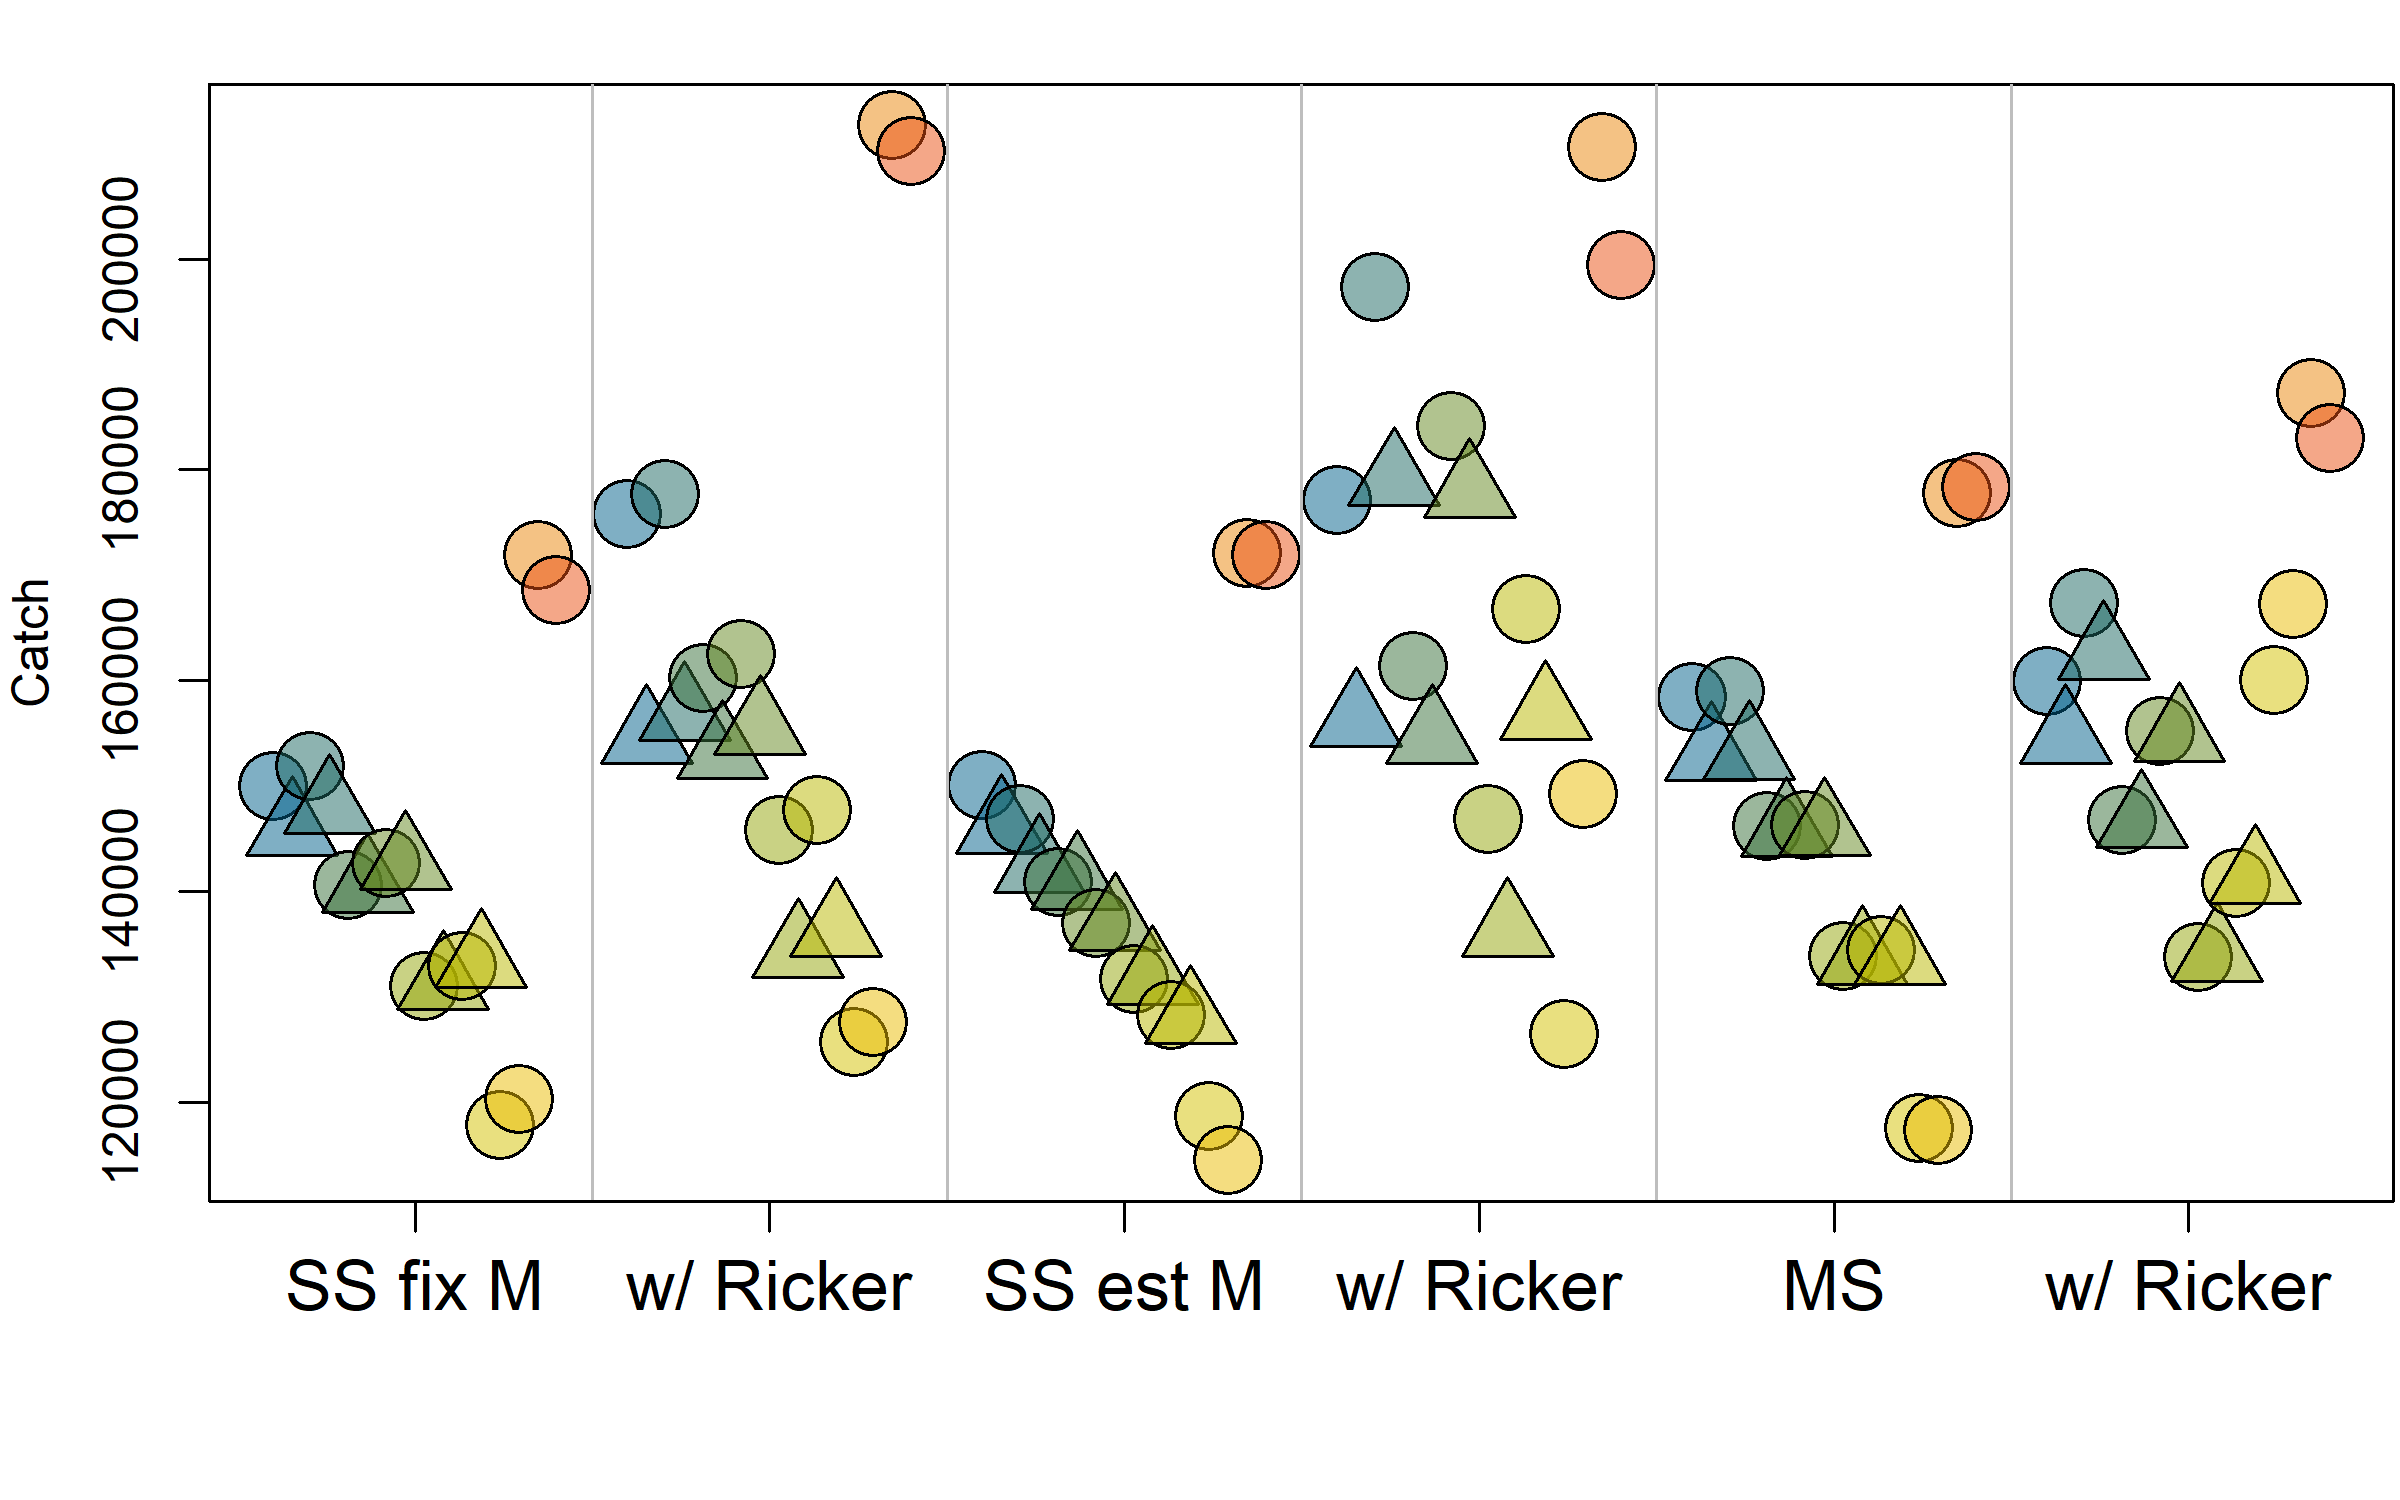 Catch
200000
180000
160000
140000
120000
SS fix M
w/ Ricker
SS est M
w/ Ricker
MS
w/ Ricker